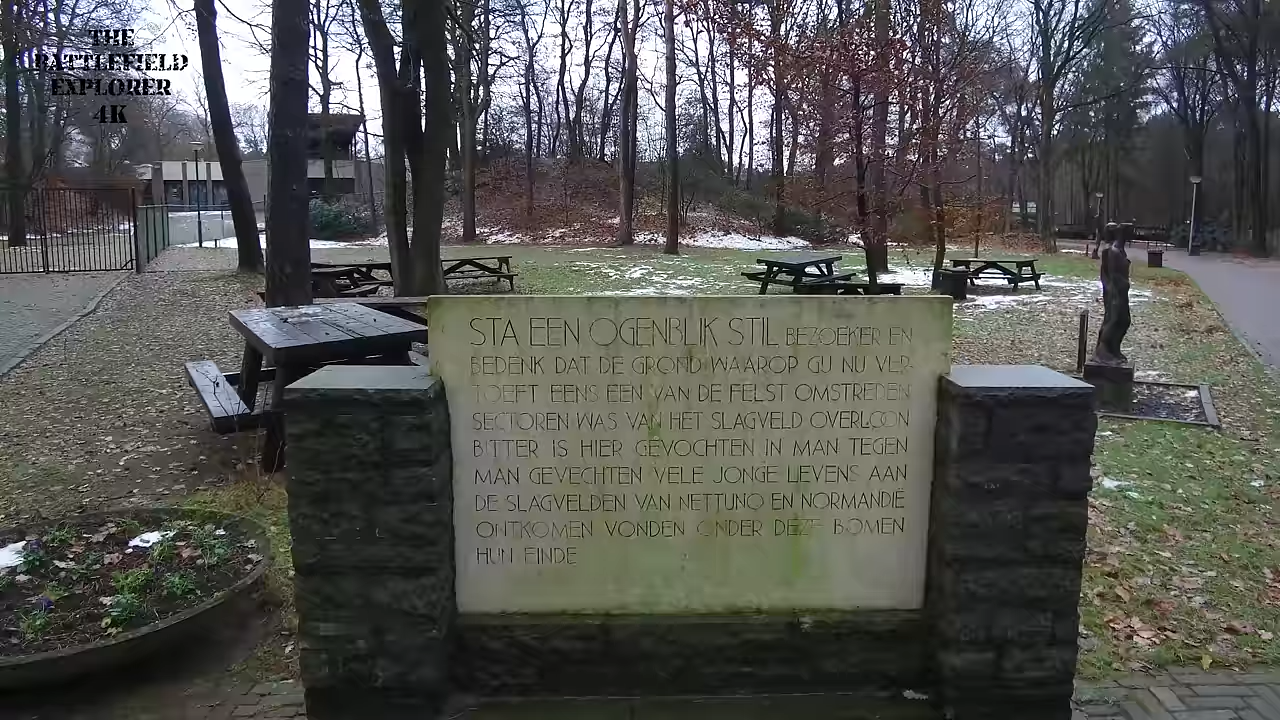 THE
BATTLEFIELD
EXPLORER
4K
STA EEN OGENBLIK STIL BEZOEKER EN
BEDENK DAT DE GROND WAAROP GIJ NU VER-
TOEFT EENS EEN VAN DE FELST OMSTREDEN
SECTOREN WAS VAN HET SLAGVELD OVERLOON
BITTER IS HIER GEVOCHTEN IN MAN TEGEN
MAN GEVECHTEN VELE JONGE LEVENS AAN
DE SLAGVELDEN VAN NETTUNO EN NORMANDIË
ONTKOMEN VONDEN ONDER DEZE BOMEN
HUN EINDE